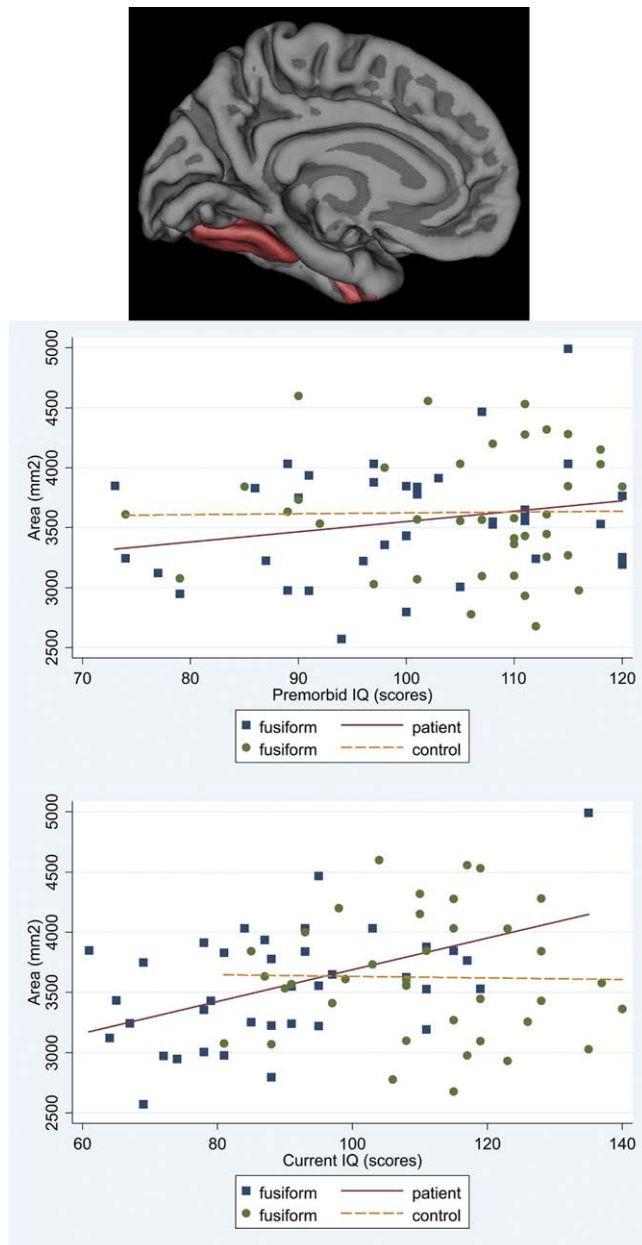 5000
4500
4000
3500
3000
2500
Area (mm2)
70 80 90 100 110 120
Premorbid IQ (scores)
fusiform patient
fusiform control
5000
4500
4000
3500
3000
2500
Area (mm2)
60 80 100 120 140
Current IQ (scores)
fusiform patient
fusiform control